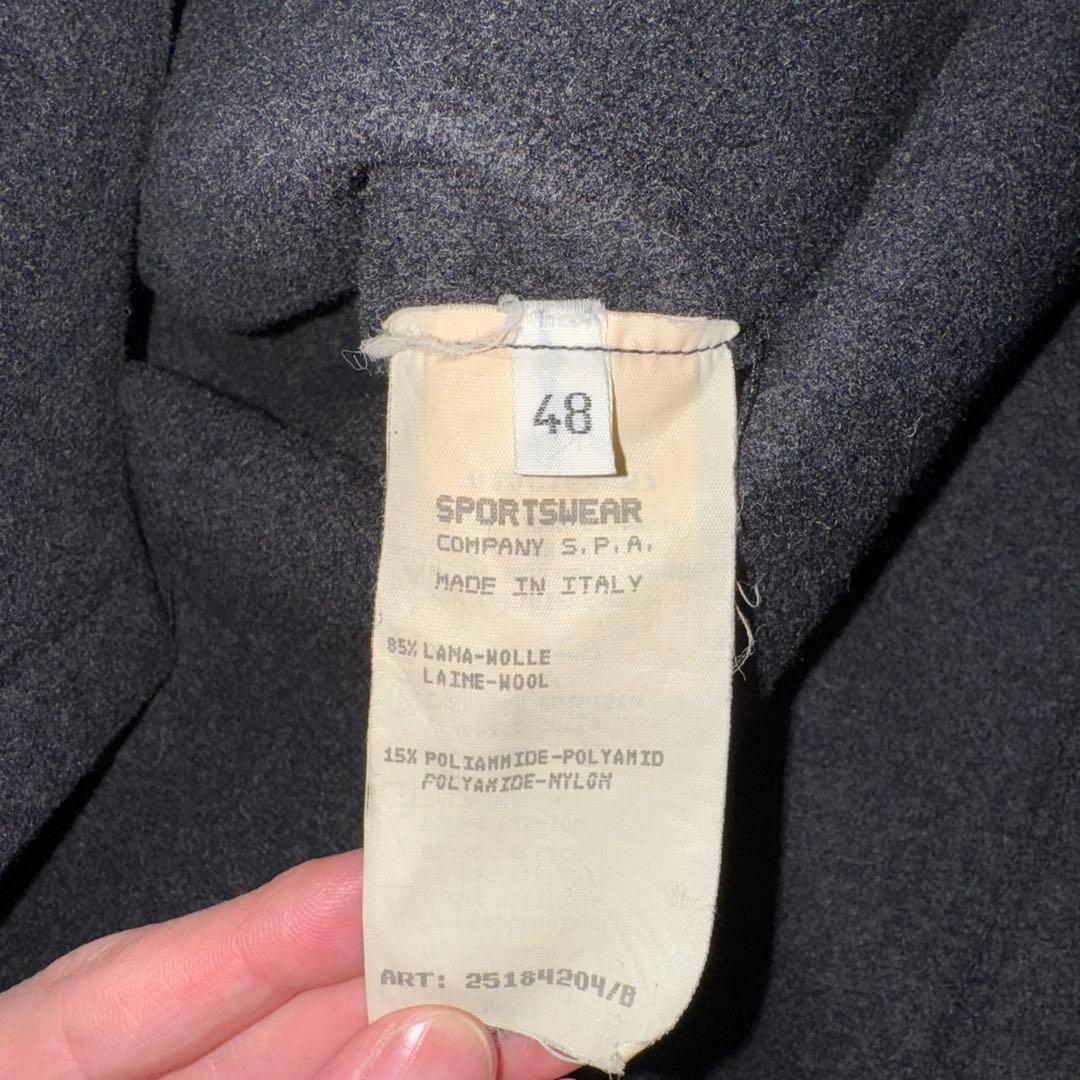 48
SPORTSWEAR
COMPANY S.P.A.
MADE IN ITALY
85% LANA-WOLLE
LAINE-WOOL
15% POLIAMMIDE-POLYAMID
POLYAMIDE-NYLON
ART: 25184204/B